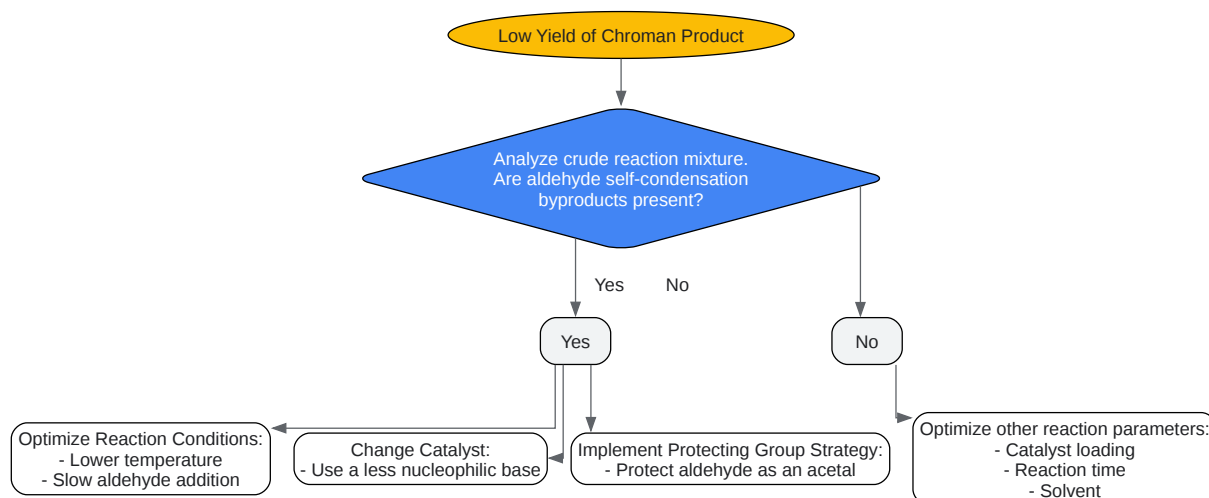 Low Yield of Chroman Product
Analyze crude reaction mixture.
Are aldehyde self-condensation
byproducts present?
Yes
No
Yes
No
Optimize Reaction Conditions:
- Lower temperature
- Slow aldehyde addition
Change Catalyst:
- Use a less nucleophilic base
Implement Protecting Group Strategy:
- Protect aldehyde as an acetal
Optimize other reaction parameters:
- Catalyst loading
- Reaction time
- Solvent